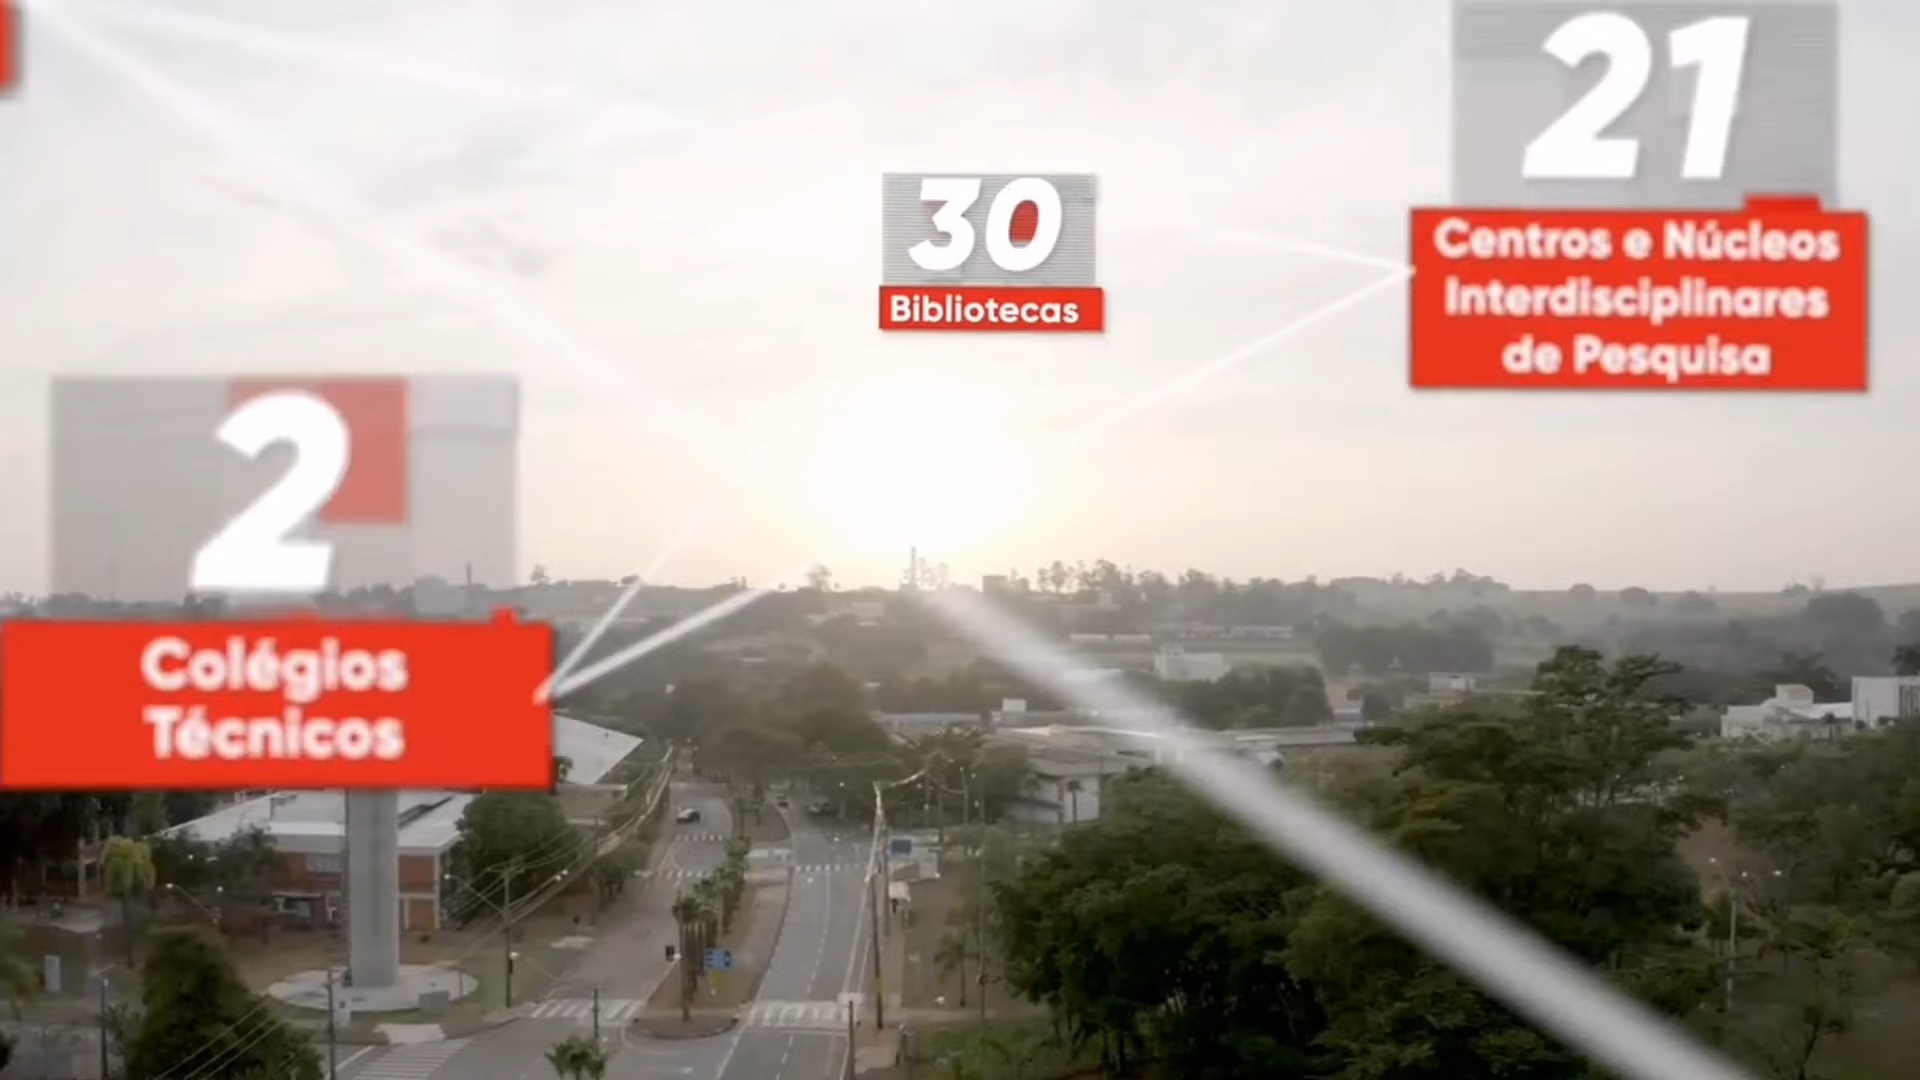 21
Centros e Núcleos
Interdisciplinares
de Pesquisa
30
Bibliotecas
2
Colégios
Técnicos